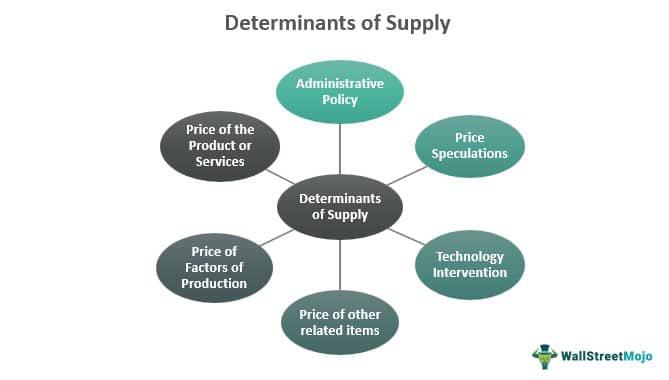 Determinants of Supply
Administrative
Policy
Price of the
Product or
Services
Price
Speculations
Determinants
of Supply
Price of
Factors of
Production
Technology
Intervention
Price of other
related items
WallStreetMojo